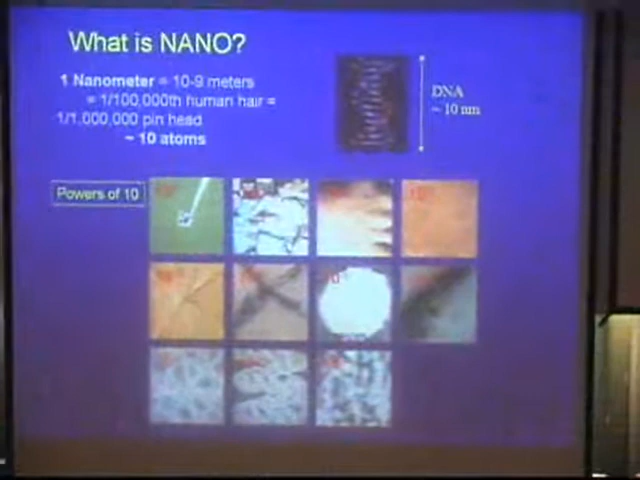 What is NANO?
1 Nanometer = 10-9 meters
= 1/100,000th human hair =
1/1,000,000 pin head
~ 10 atoms
DNA
~ 10 nm
Powers of 10